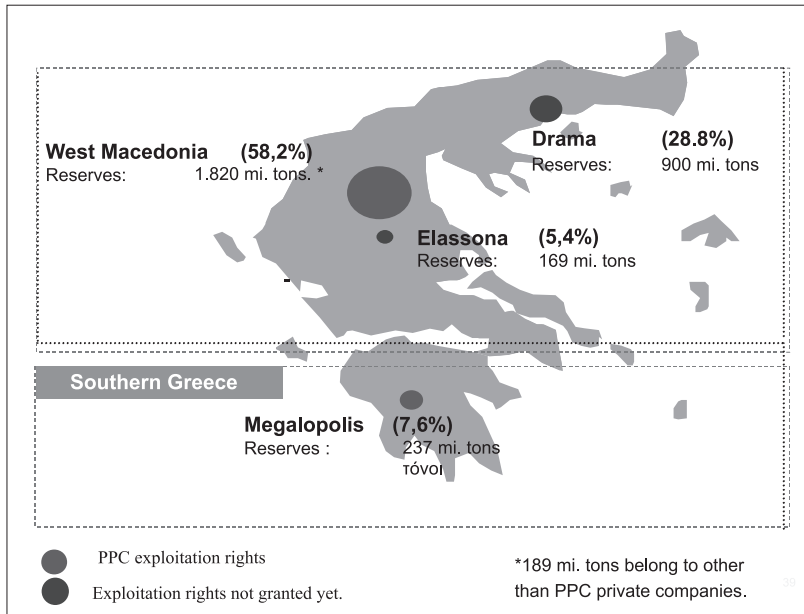 West Macedonia (58,2%)
Reserves: 1.820 mi. tons. *
Drama (28.8%)
Reserves: 900 mi. tons
Elassona (5,4%)
Reserves: 169 mi. tons
Southern Greece
Megalopolis (7,6%)
Reserves : 237 mi. tons
τόνοι
PPC exploitation rights
Exploitation rights not granted yet.
*189 mi. tons belong to other
than PPC private companies.